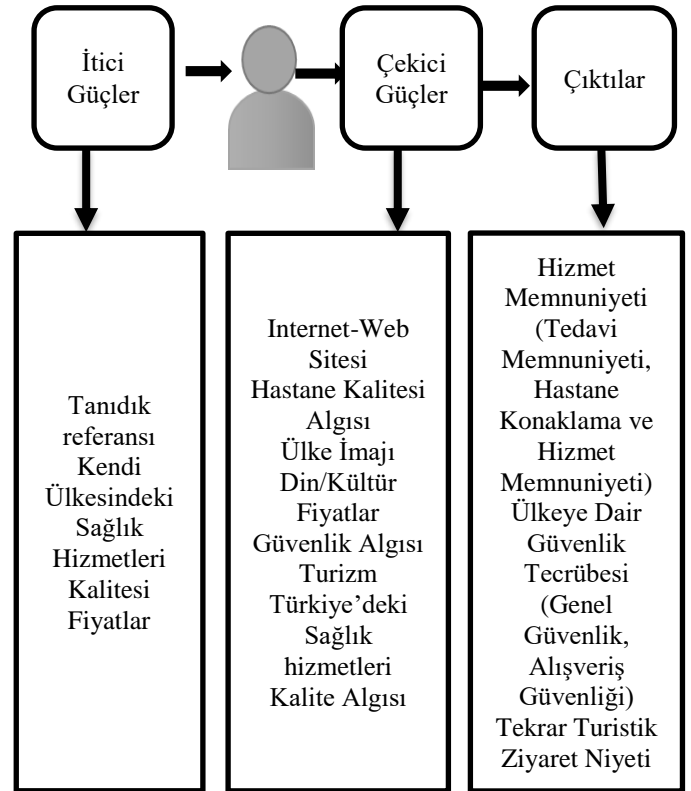 İtici
Güçler
Çekici
Güçler
Çıktılar
Tanıdık
referansı
Kendi
Ülkesindeki
Sağlık
Hizmetleri
Kalitesi
Fiyatlar
Internet-Web
Sitesi
Hastane Kalitesi
Algısı
Ülke İmajı
Din/Kültür
Fiyatlar
Güvenlik Algısı
Turizm
Türkiye’deki
Sağlık
hizmetleri
Kalite Algısı
Hizmet
Memnuniyeti
(Tedavi
Memnuniyeti,
Hastane
Konaklama ve
Hizmet
Memnuniyeti)
Ülkeye Dair
Güvenlik
Tecrübesi
(Genel
Güvenlik,
Alışveriş
Güvenliği)
Tekrar Turistik
Ziyaret Niyeti